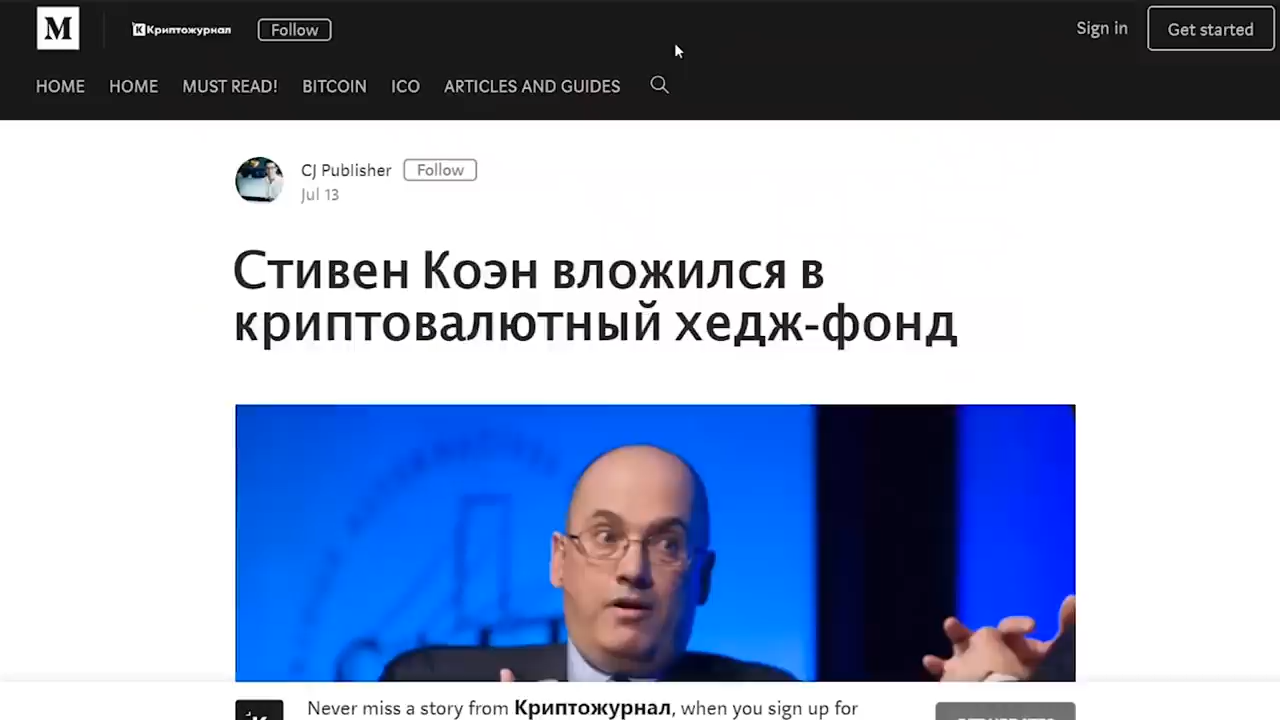 M Криптожурнал Follow Sign in Get started
HOME HOME MUST READ! BITCOIN ICO ARTICLES AND GUIDES
CJ Publisher Follow
Jul 13
Стивен Коэн вложился в
криптовалютный хедж-фонд
Never miss a story from Криптожурнал, when you sign up for